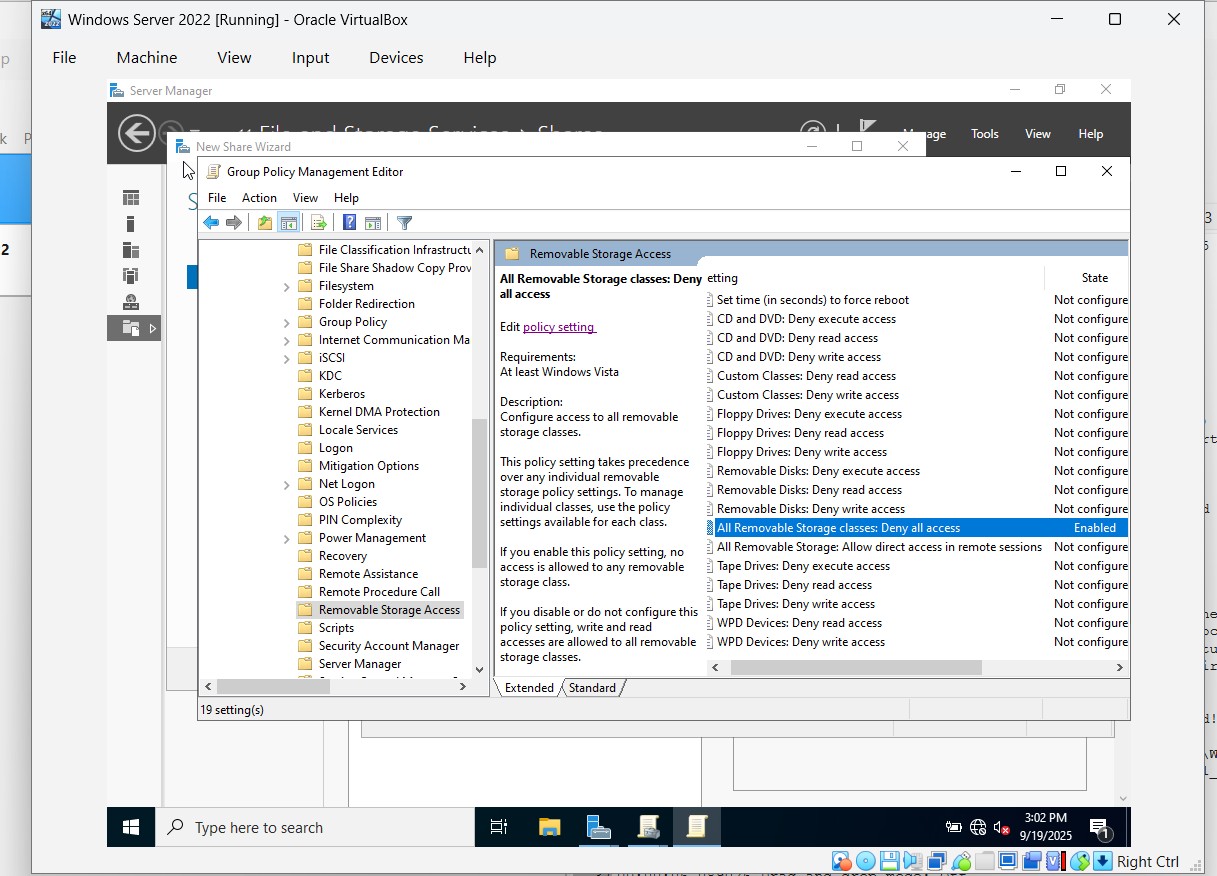 Windows Server 2022 [Running] - Oracle VirtualBox
File Machine View Input Devices Help
Server Manager
File and Storage Services Shares
Manage Tools View Help
New Share Wizard
Group Policy Management Editor
File Action View Help
File Classification Infrastructu
File Share Shadow Copy Prov
Filesystem
Folder Redirection
Group Policy
Internet Communication Ma
iSCSI
KDC
Kerberos
Kernel DMA Protection
Locale Services
Logon
Mitigation Options
Net Logon
OS Policies
PIN Complexity
Power Management
Recovery
Remote Assistance
Remote Procedure Call
Removable Storage Access
Scripts
Security Account Manager
Server Manager
Removable Storage Access
All Removable Storage classes: Deny
all access
Edit policy setting
Requirements:
At least Windows Vista
Description:
Configure access to all removable
storage classes.
This policy setting takes precedence
over any individual removable
storage policy settings. To manage
individual classes, use the policy
settings available for each class.
If you enable this policy setting, no
access is allowed to any removable
storage class.
If you disable or do not configure this
policy setting, write and read
accesses are allowed to all removable
storage classes.
etting State
Set time (in seconds) to force reboot Not configure
CD and DVD: Deny execute access Not configure
CD and DVD: Deny read access Not configure
CD and DVD: Deny write access Not configure
Custom Classes: Deny read access Not configure
Custom Classes: Deny write access Not configure
Floppy Drives: Deny execute access Not configure
Floppy Drives: Deny read access Not configure
Floppy Drives: Deny write access Not configure
Removable Disks: Deny execute access Not configure
Removable Disks: Deny read access Not configure
Removable Disks: Deny write access Not configure
All Removable Storage classes: Deny all access Enabled
All Removable Storage: Allow direct access in remote sessions Not configure
Tape Drives: Deny execute access Not configure
Tape Drives: Deny read access Not configure
Tape Drives: Deny write access Not configure
WPD Devices: Deny read access Not configure
WPD Devices: Deny write access Not configure
Extended Standard
19 setting(s)
Type here to search
3:02 PM
9/19/2025
1
Right Ctrl